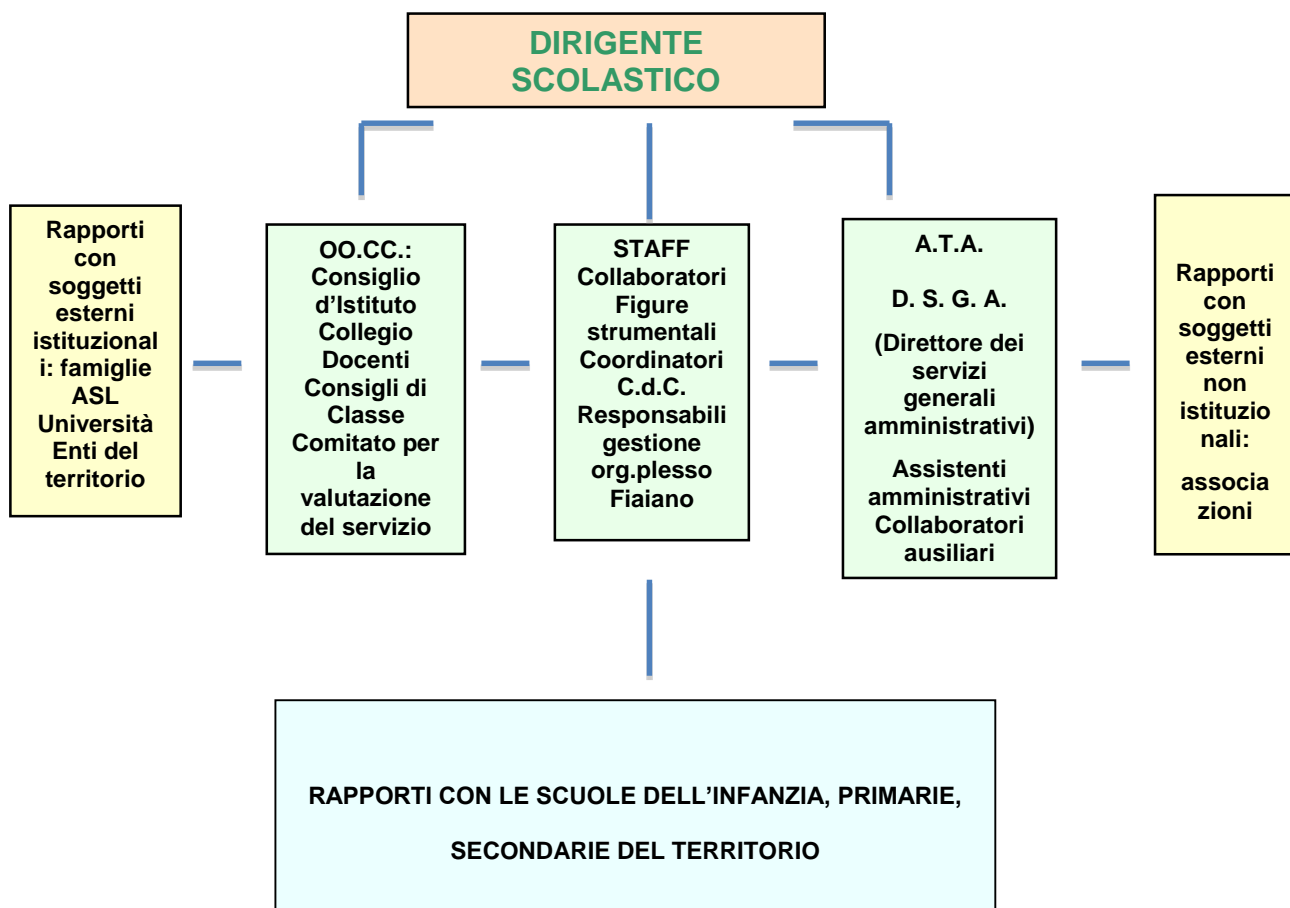 DIRIGENTE
SCOLASTICO
Rapporti
con
soggetti
esterni
istituzional
i: famiglie
ASL
Università
Enti del
territorio
OO.CC.:
Consiglio
d’Istituto
Collegio
Docenti
Consigli di
Classe
Comitato per
la
valutazione
del servizio
STAFF
Collaboratori
Figure
strumentali
Coordinatori
C.d.C.
Responsabili
gestione
org.plesso
Fiaiano
A.T.A.
D. S. G. A.
(Direttore dei
servizi
generali
amministrativi)
Assistenti
amministrativi
Collaboratori
ausiliari
Rapporti
con
soggetti
esterni
non
istituzio
nali:
associa
zioni
RAPPORTI CON LE SCUOLE DELL’INFANZIA, PRIMARIE,
SECONDARIE DEL TERRITORIO